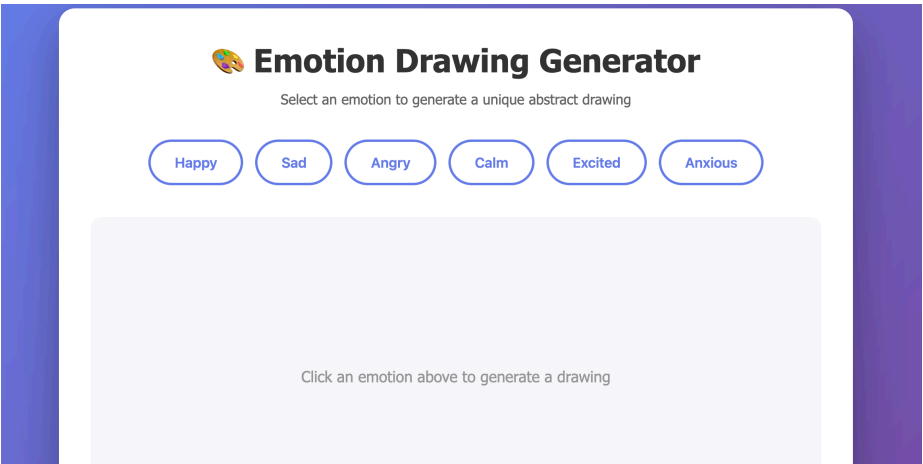 Emotion Drawing Generator
Select an emotion to generate a unique abstract drawing
Happy Sad Angry Calm Excited Anxious
Click an emotion above to generate a drawing